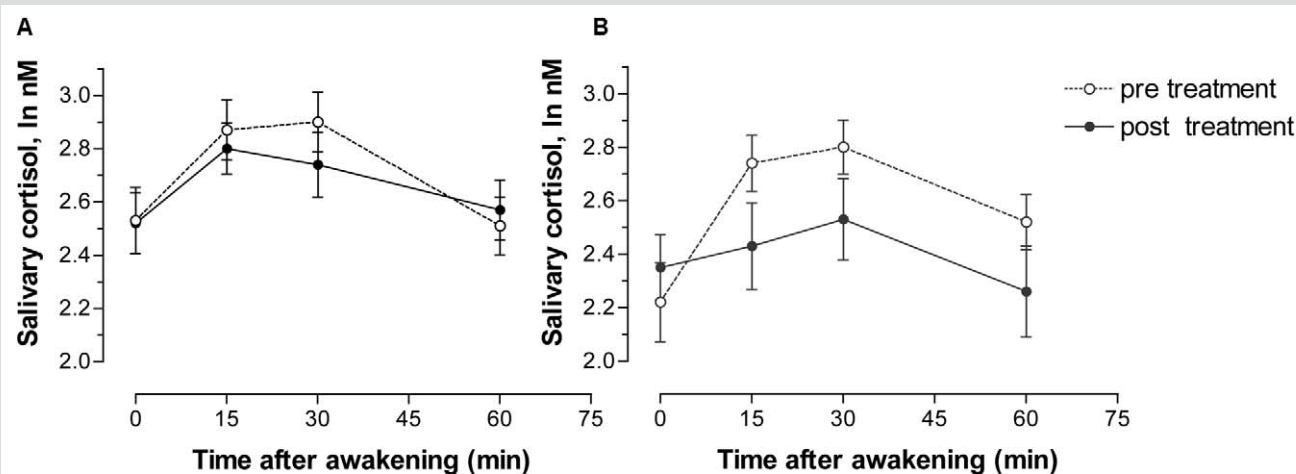 A
Salivary cortisol, ln nM
3.0
2.8
2.6
2.4
2.2
2.0
0 15 30 45 60 75
Time after awakening (min)
B
Salivary cortisol, ln nM
3.0
2.8
2.6
2.4
2.2
2.0
0 15 30 45 60 75
Time after awakening (min)
pre treatment
post treatment